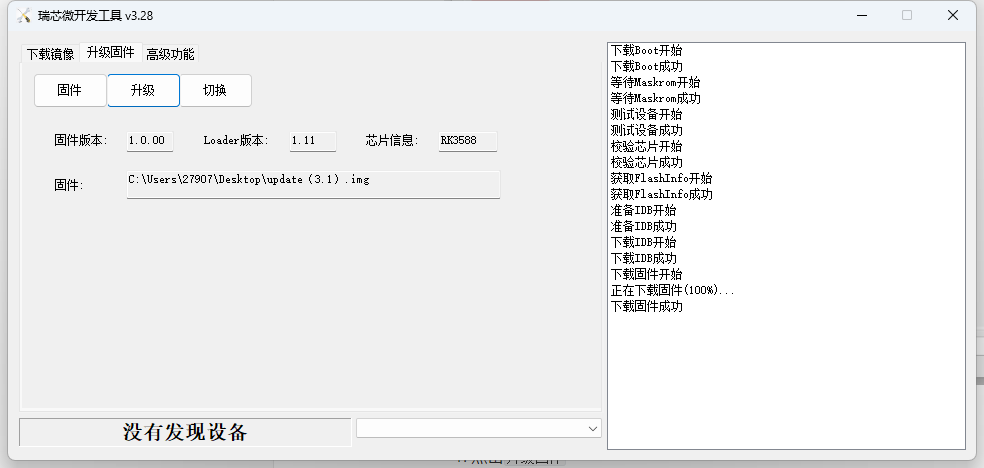 瑞芯微开发工具 v3.28
下载镜像 升级固件 高级功能
固件 升级 切换
固件版本: 1.0.00 Loader版本: 1.11 芯片信息: RK3588
固件: C:\Users\27907\Desktop\update（3.1）.img
没有发现设备
下载Boot开始
下载Boot成功
等待Maskrom开始
等待Maskrom成功
测试设备开始
测试设备成功
校验芯片开始
校验芯片成功
获取FlashInfo开始
获取FlashInfo成功
准备IDB开始
准备IDB成功
下载IDB开始
下载IDB成功
下载固件开始
正在下载固件(100%)...
下载固件成功